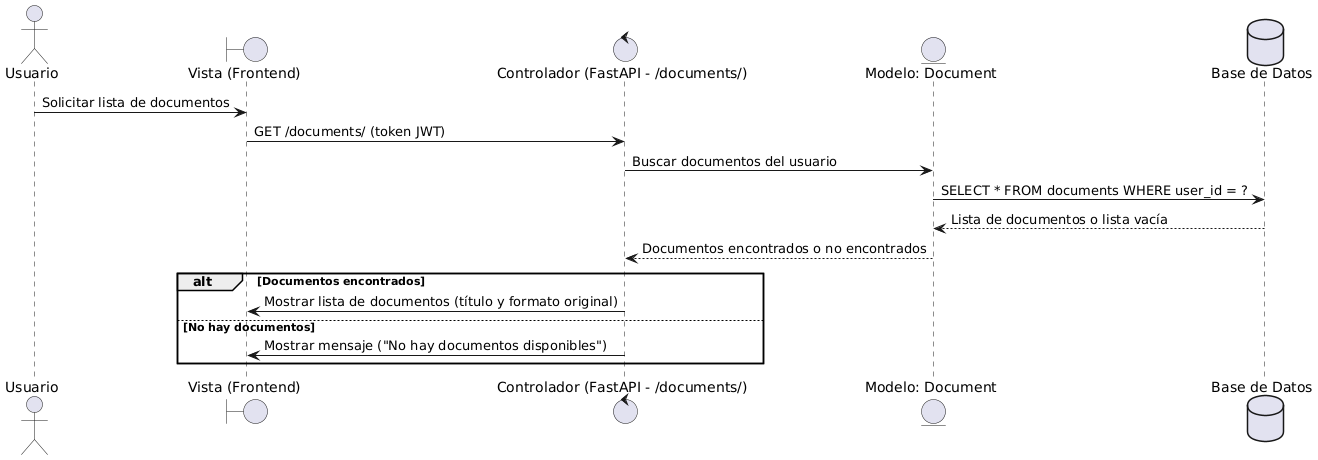 Usuario
Vista (Frontend)
Controlador (FastAPI - /documents/)
Modelo: Document
Base de Datos
Solicitar lista de documentos
GET /documents/ (token JWT)
Buscar documentos del usuario
SELECT * FROM documents WHERE user_id = ?
Lista de documentos o lista vacía
Documentos encontrados o no encontrados
alt
[Documentos encontrados]
Mostrar lista de documentos (título y formato original)
[No hay documentos]
Mostrar mensaje ("No hay documentos disponibles")
Usuario
Vista (Frontend)
Controlador (FastAPI - /documents/)
Modelo: Document
Base de Datos